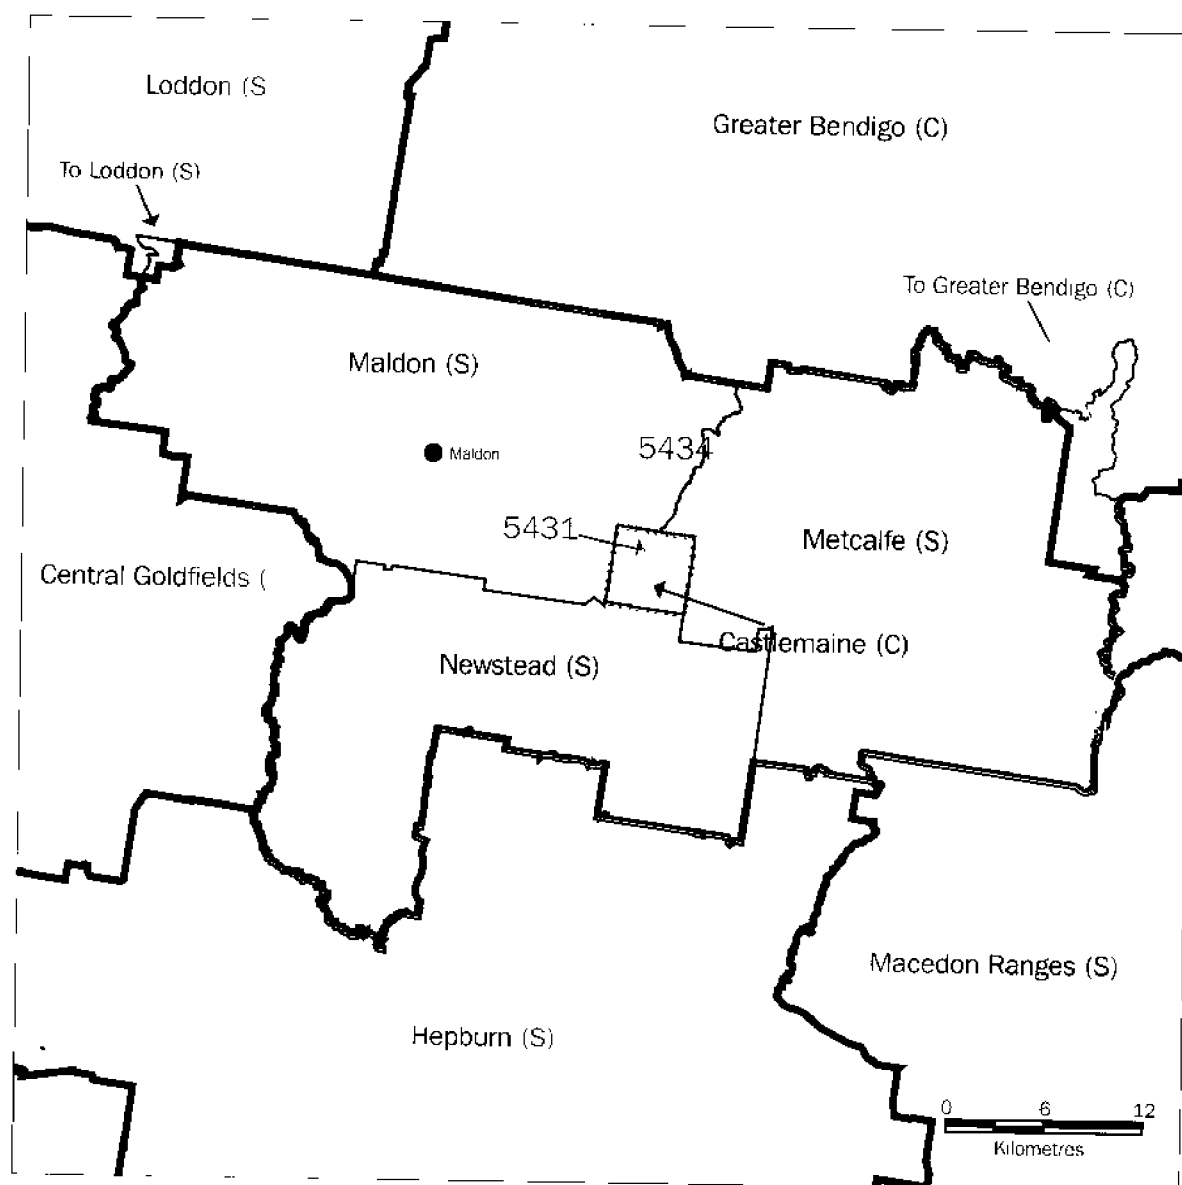 Loddon (S
Greater Bendigo (C)
To Loddon (S)
To Greater Bendigo (C)
Maldon (S)
5434
Maldon
5431
Metcalfe (S)
Central Goldfields (
Castlemaine (C)
Newstead (S)
Macedon Ranges (S)
Hepburn (S)
0 6 12
Kilometres